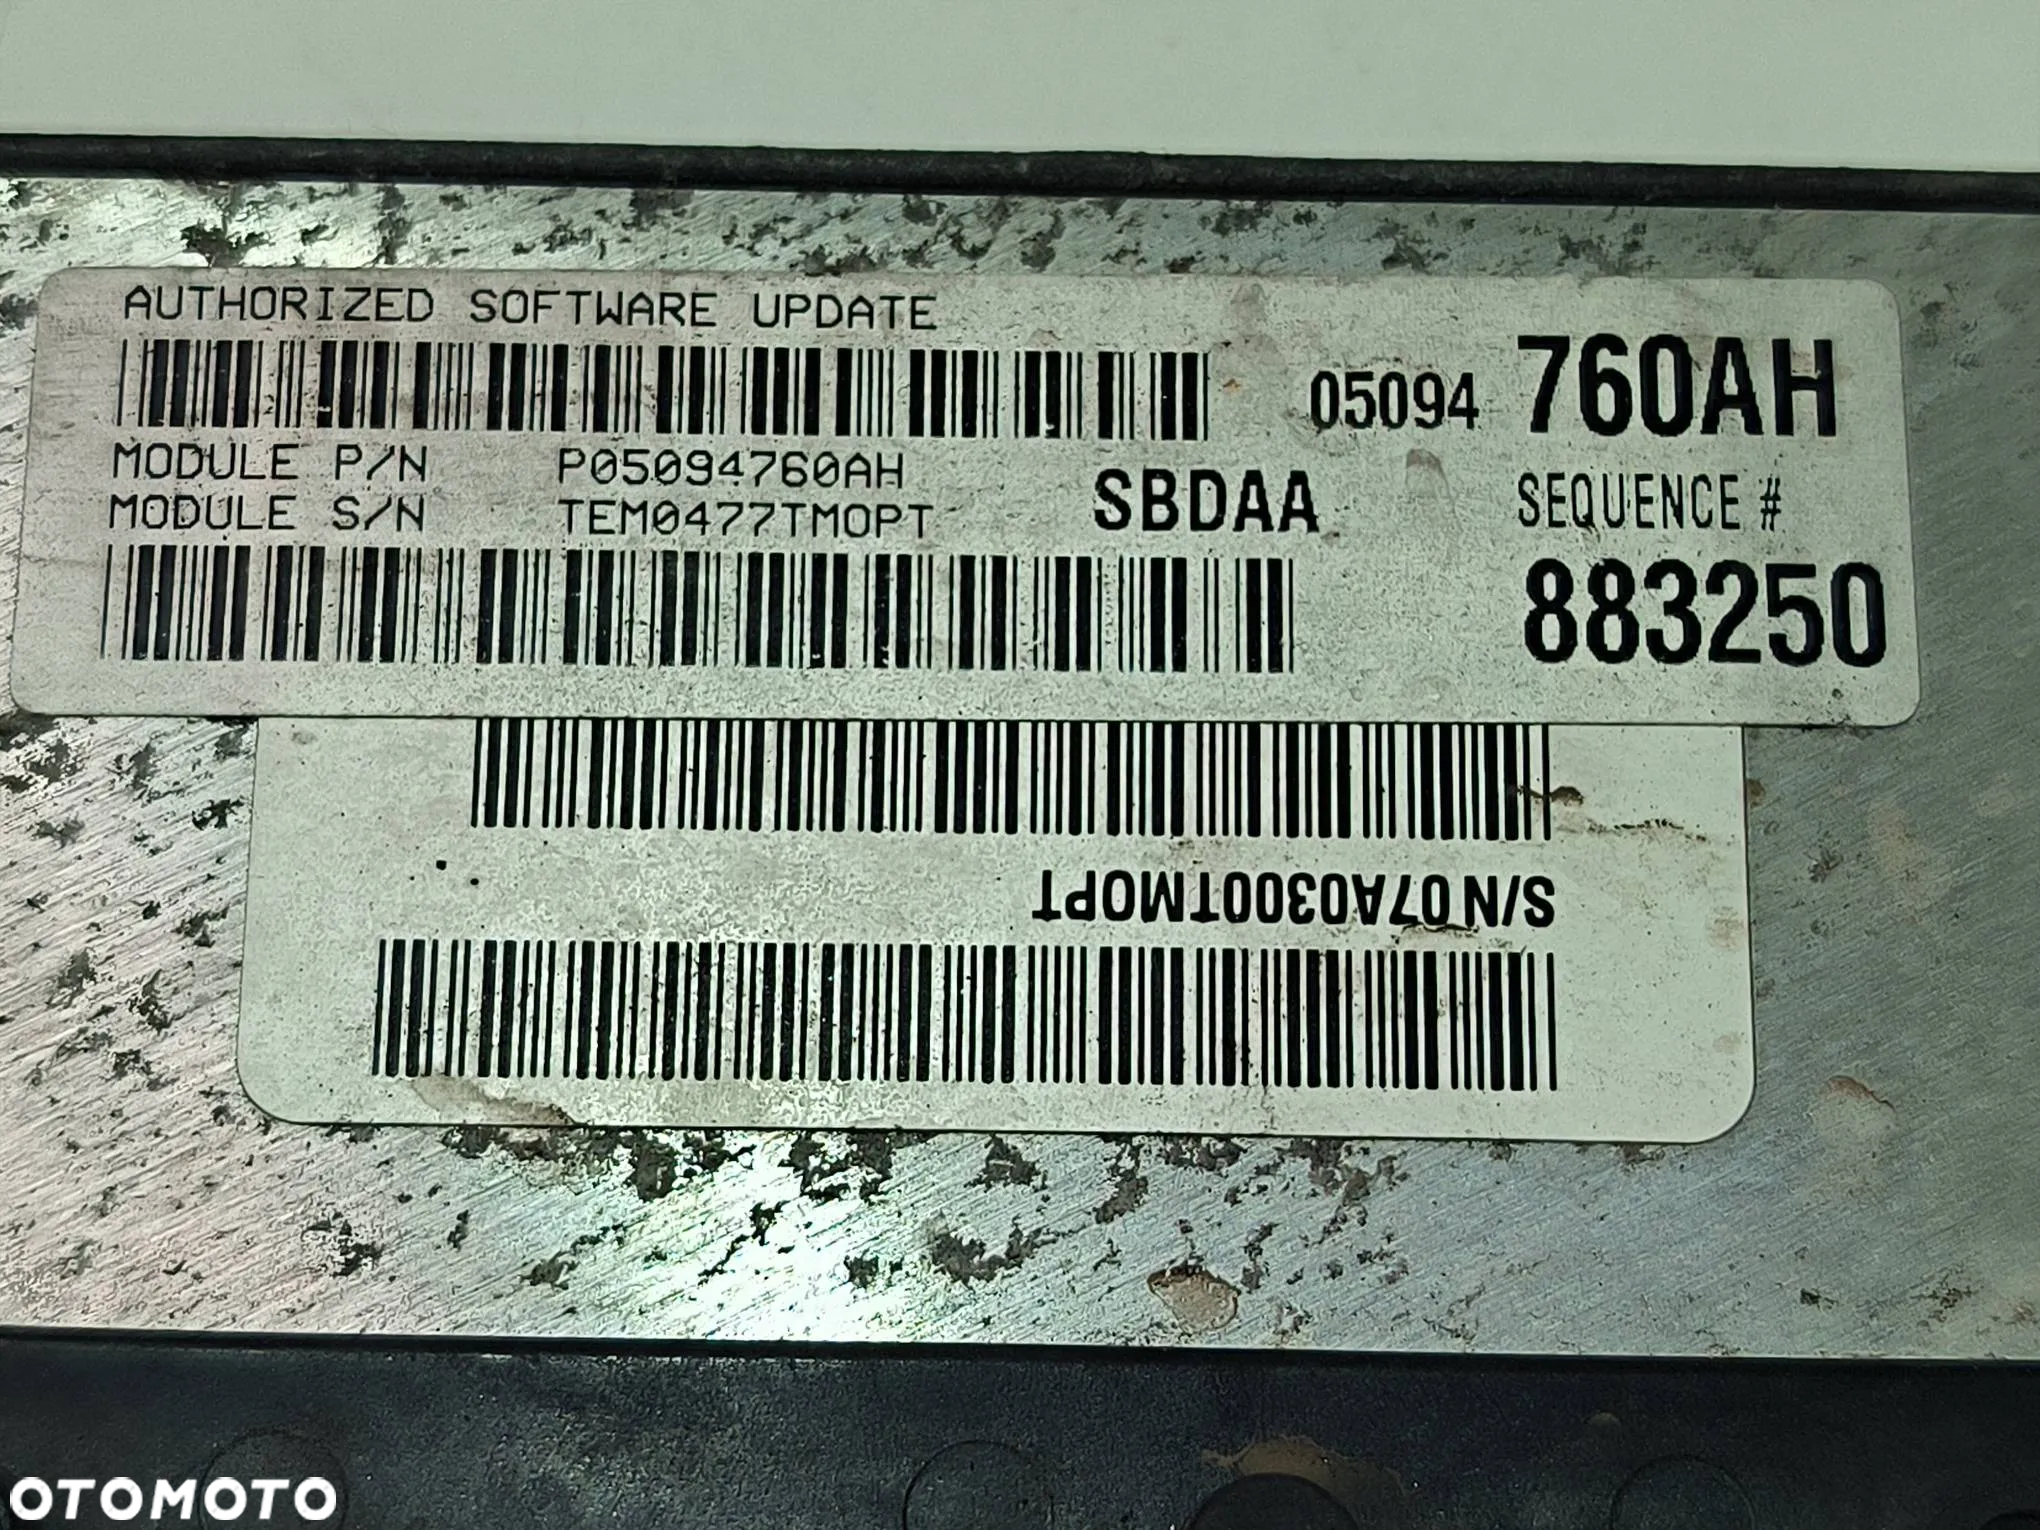 AUTHORIZED SOFTWARE UPDATE
05094 760AH
MODULE P/N P05094760AH
MODULE S/N TEM0477TMOPT
SBDAA
SEQUENCE #
883250
S/N 07A0300TMOPT
OTOMOTO